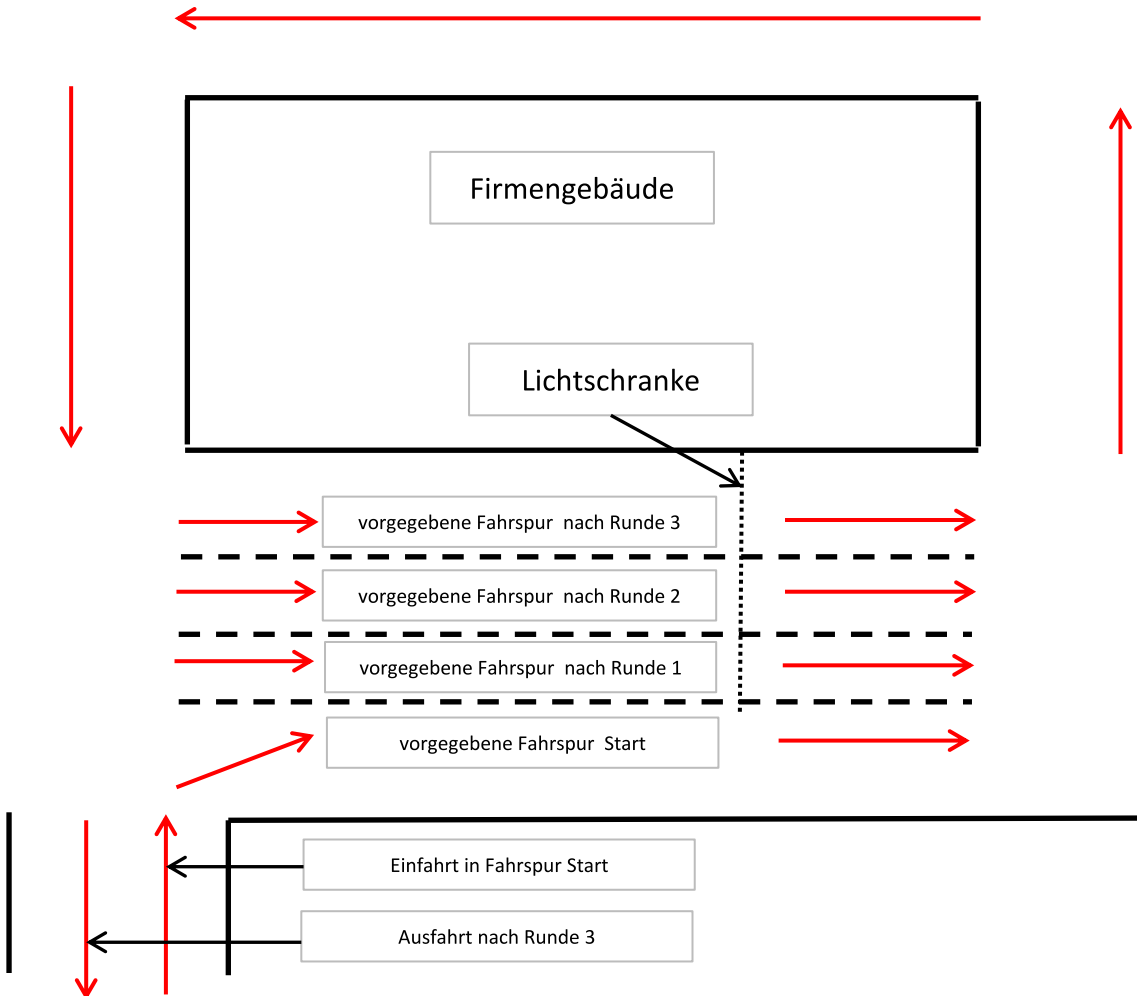 Firmengebäude
Lichtschranke
vorgegebene Fahrspur nach Runde 3
vorgegebene Fahrspur nach Runde 2
vorgegebene Fahrspur nach Runde 1
vorgegebene Fahrspur Start
Einfahrt in Fahrspur Start
Ausfahrt nach Runde 3